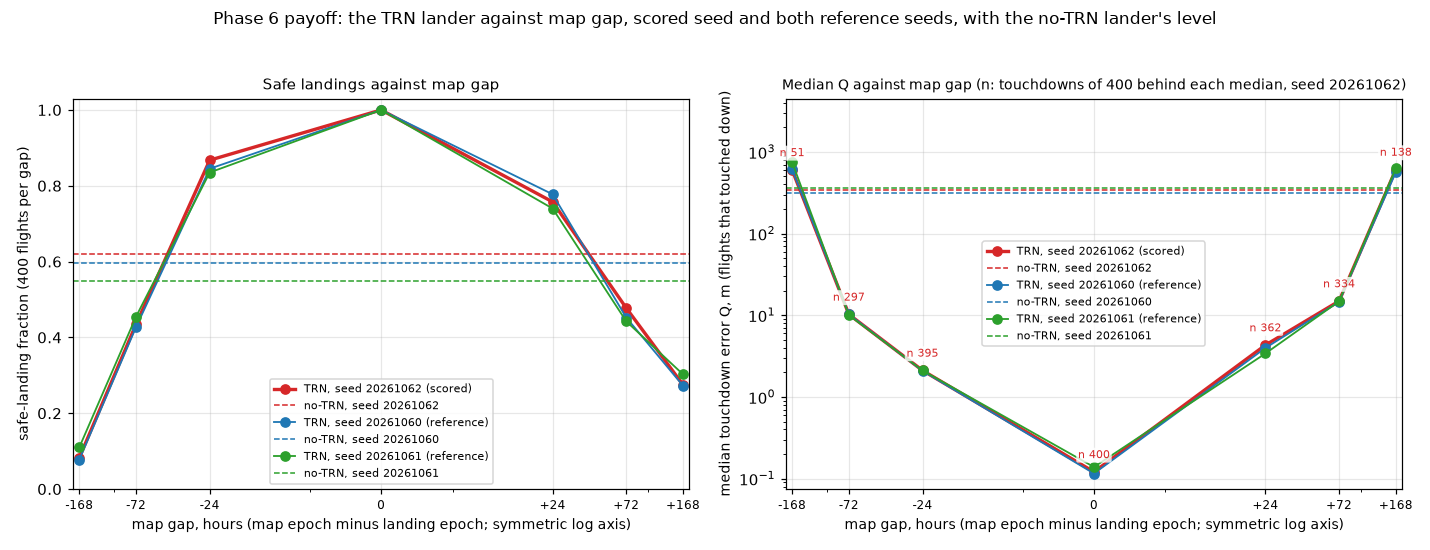 Phase 6 payoff: the TRN lander against map gap, scored seed and both reference seeds, with the no-TRN lander's level
Safe landings against map gap
safe-landing fraction (400 flights per gap)
1.0
0.8
0.6
0.4
0.2
0.0
TRN, seed 20261062 (scored)
no-TRN, seed 20261062
TRN, seed 20261060 (reference)
no-TRN, seed 20261060
TRN, seed 20261061 (reference)
no-TRN, seed 20261061
-168 -72 -24 0 +24 +72 +168
map gap, hours (map epoch minus landing epoch; symmetric log axis)
Median Q against map gap (n: touchdowns of 400 behind each median, seed 20261062)
median touchdown error Q, m (flights that touched down)
10³
10²
10¹
10⁰
10⁻¹
n 51
n 297
n 395
n 400
n 362
n 334
n 138
TRN, seed 20261062 (scored)
no-TRN, seed 20261062
TRN, seed 20261060 (reference)
no-TRN, seed 20261060
TRN, seed 20261061 (reference)
no-TRN, seed 20261061
-168 -72 -24 0 +24 +72 +168
map gap, hours (map epoch minus landing epoch; symmetric log axis)